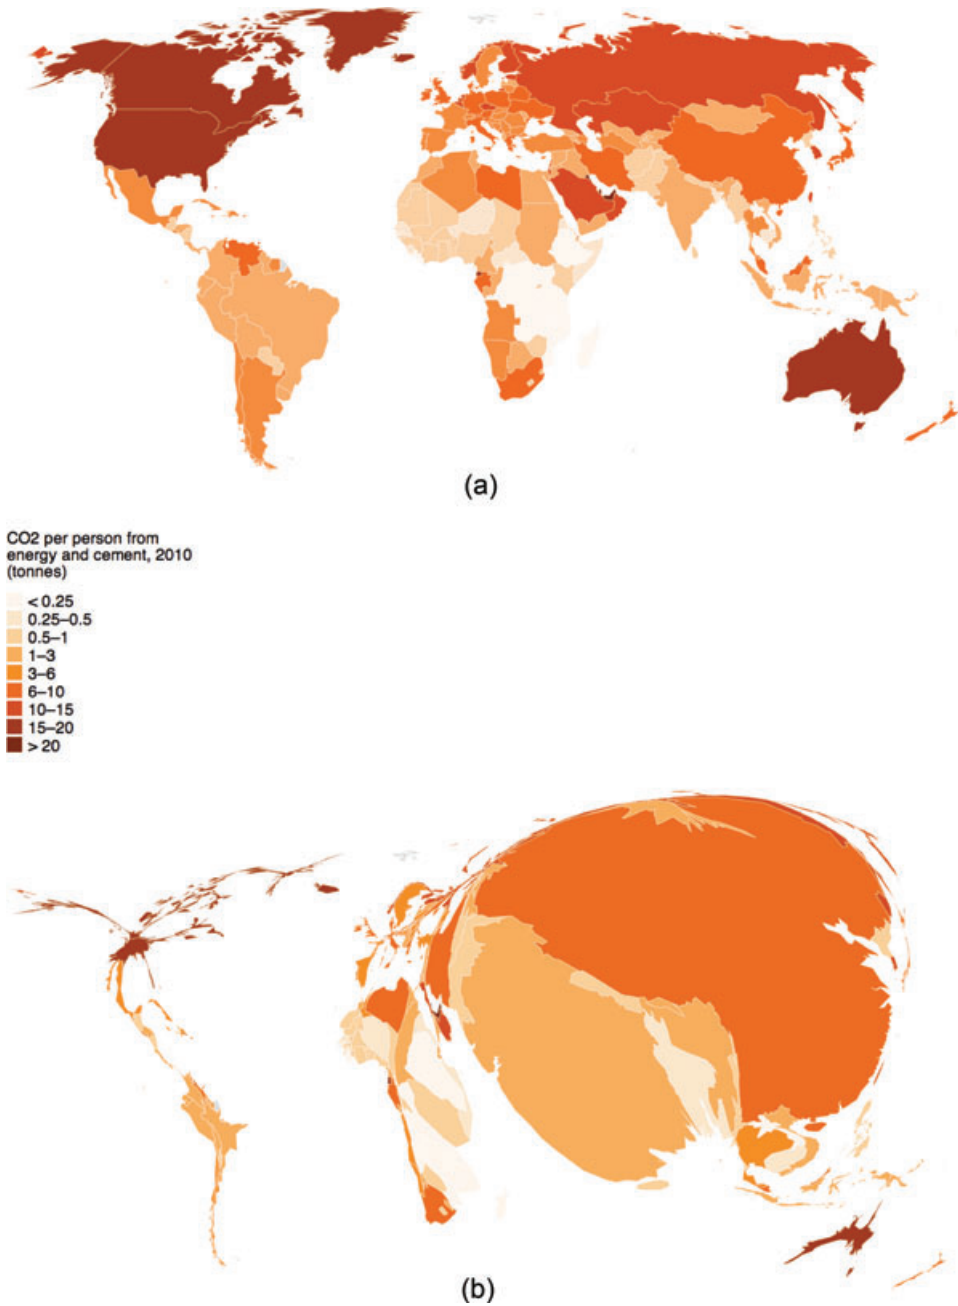 (a)
CO2 per person from
energy and cement, 2010
(tonnes)
< 0.25
0.25–0.5
0.5–1
1–3
3–6
6–10
10–15
15–20
> 20
(b)